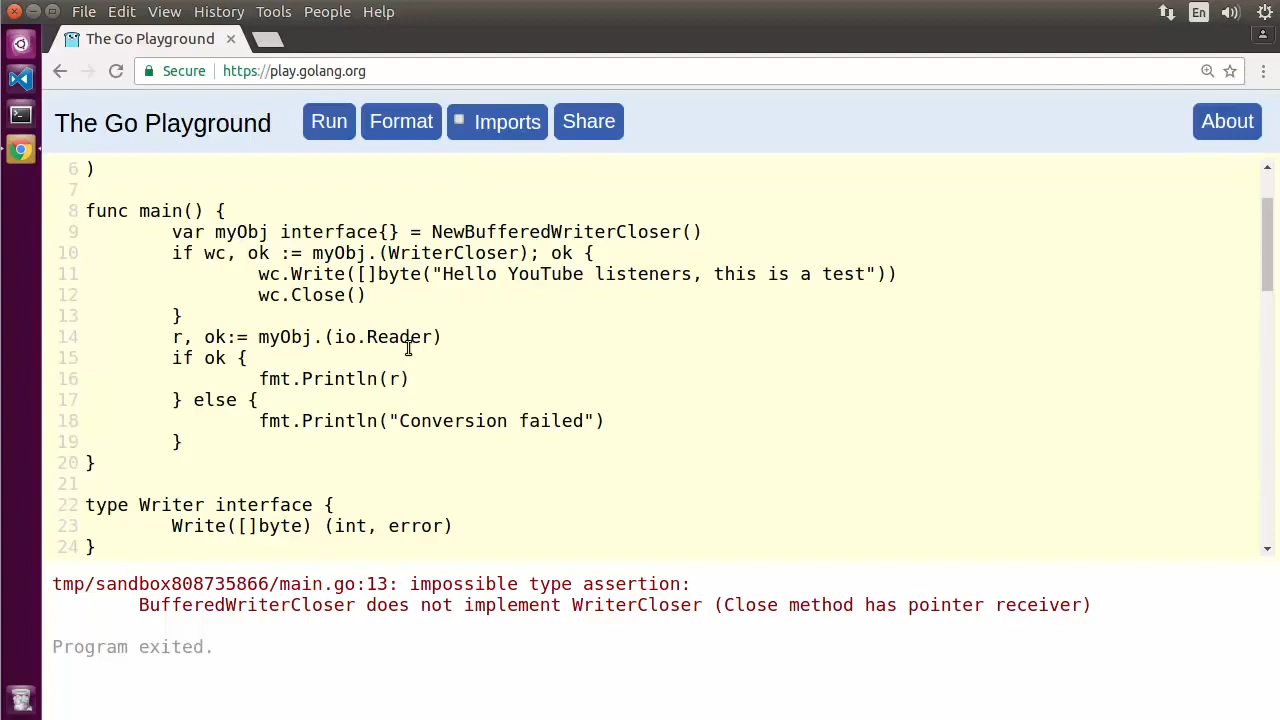 File Edit View History Tools People Help
En
The Go Playground
Secure https://play.golang.org
The Go Playground Run Format Imports Share About
6 )
7
8 func main() {
9 var myObj interface{} = NewBufferedWriterCloser()
10 if wc, ok := myObj.(WriterCloser); ok {
11 wc.Write([]byte("Hello YouTube listeners, this is a test"))
12 wc.Close()
13 }
14 r, ok:= myObj.(io.Reader)
15 if ok {
16 fmt.Println(r)
17 } else {
18 fmt.Println("Conversion failed")
19 }
20 }
21
22 type Writer interface {
23 Write([]byte) (int, error)
24 }
tmp/sandbox808735866/main.go:13: impossible type assertion:
BufferedWriterCloser does not implement WriterCloser (Close method has pointer receiver)
Program exited.